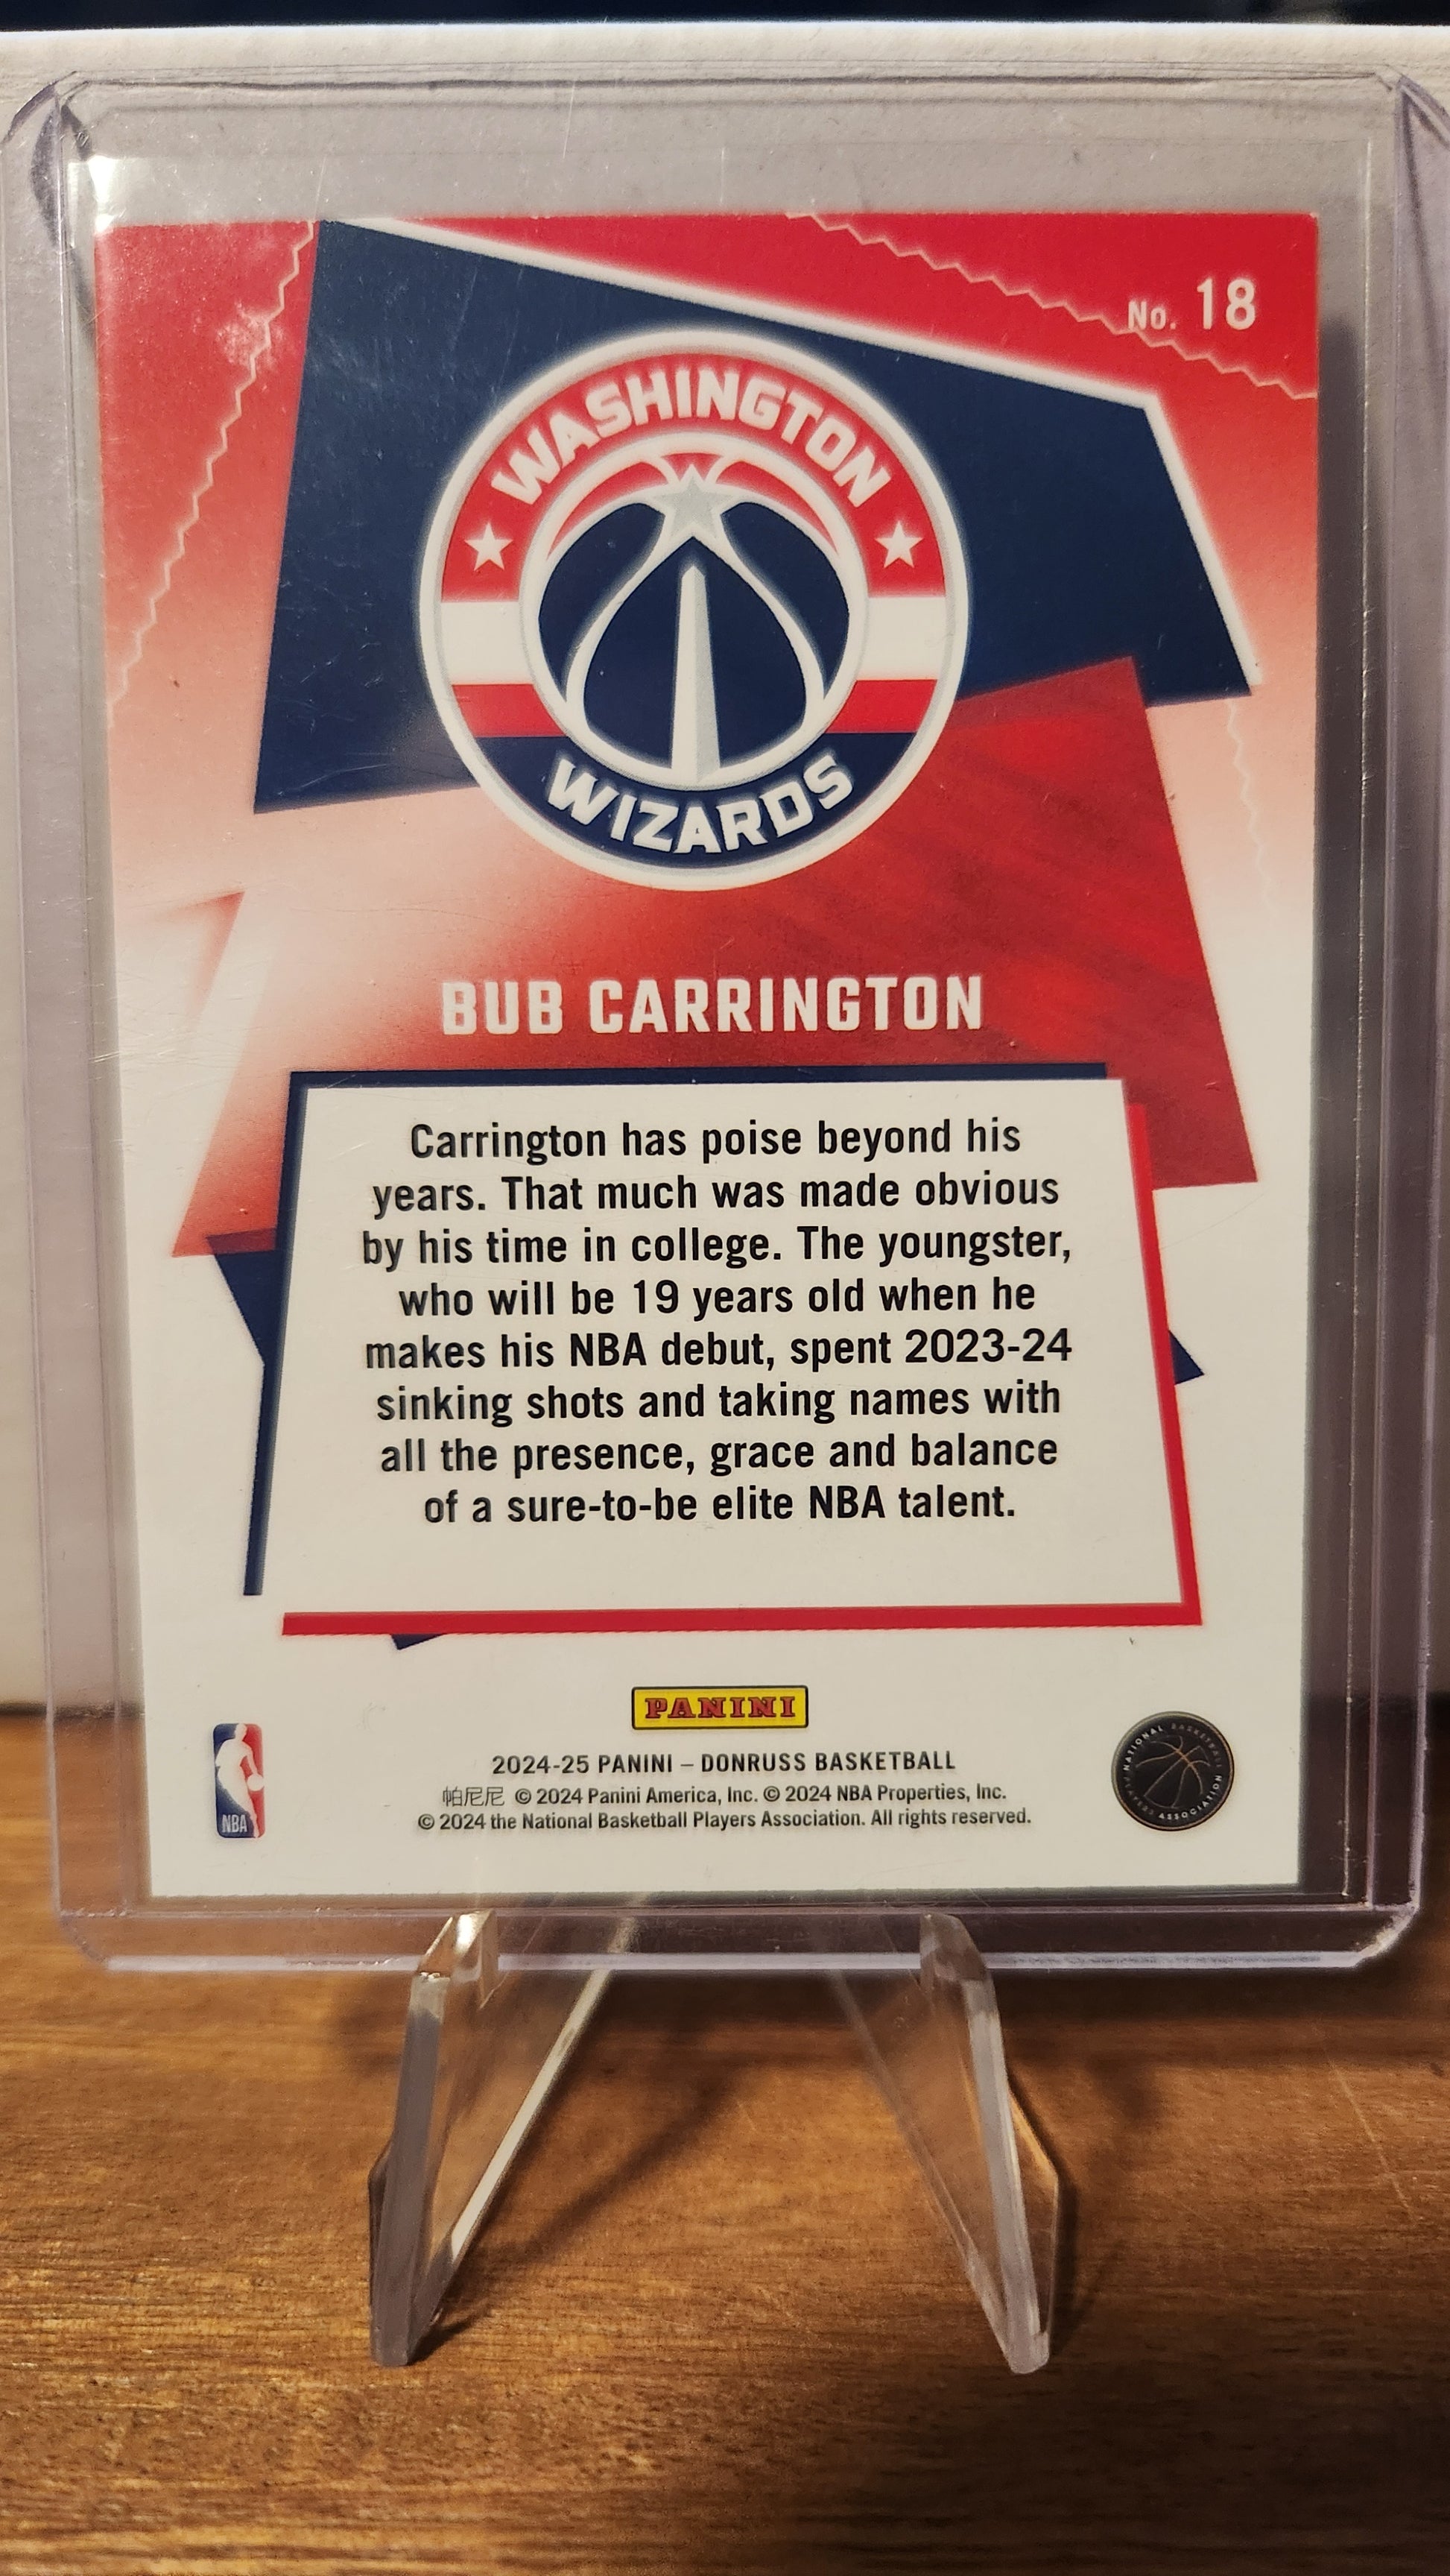 No. 18
WASHINGTON
WIZARDS
BUB CARRINGTON
Carrington has poise beyond his
years. That much was made obvious
by his time in college. The youngster,
who will be 19 years old when he
makes his NBA debut, spent 2023-24
sinking shots and taking names with
all the presence, grace and balance
of a sure-to-be elite NBA talent.
PANINI
2024-25 PANINI – DONRUSS BASKETBALL
帕尼尼 © 2024 Panini America, Inc. © 2024 NBA Properties, Inc.
© 2024 the National Basketball Players Association. All rights reserved.
NBA
NATIONAL BASKETBALL
PLAYERS ASSOCIATION